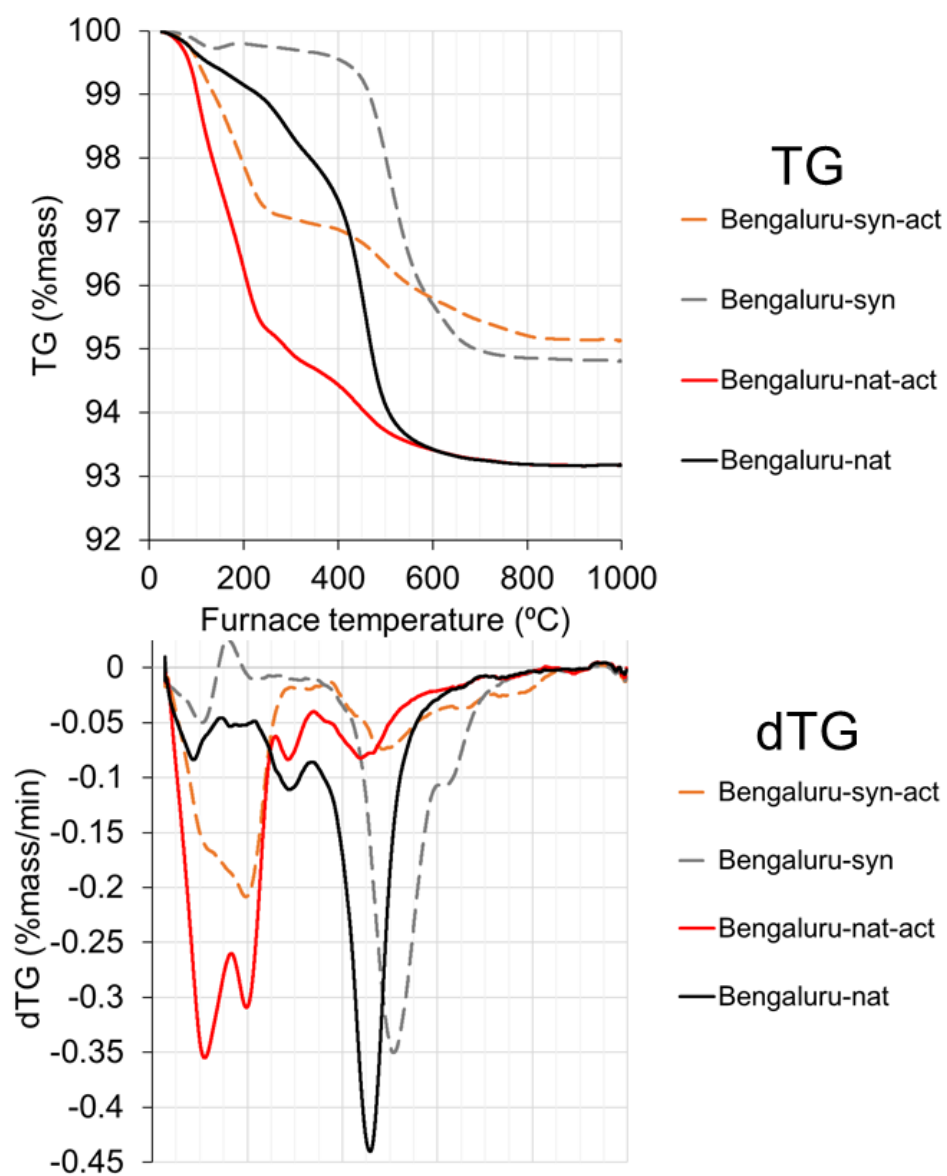 100
99
98
97
96
95
94
93
92
TG (%mass)
0 200 400 600 800 1000
Furnace temperature (ºC)
TG
Bengaluru-syn-act
Bengaluru-syn
Bengaluru-nat-act
Bengaluru-nat
0
-0.05
-0.1
-0.15
-0.2
-0.25
-0.3
-0.35
-0.4
-0.45
dTG (%mass/min)
dTG
Bengaluru-syn-act
Bengaluru-syn
Bengaluru-nat-act
Bengaluru-nat